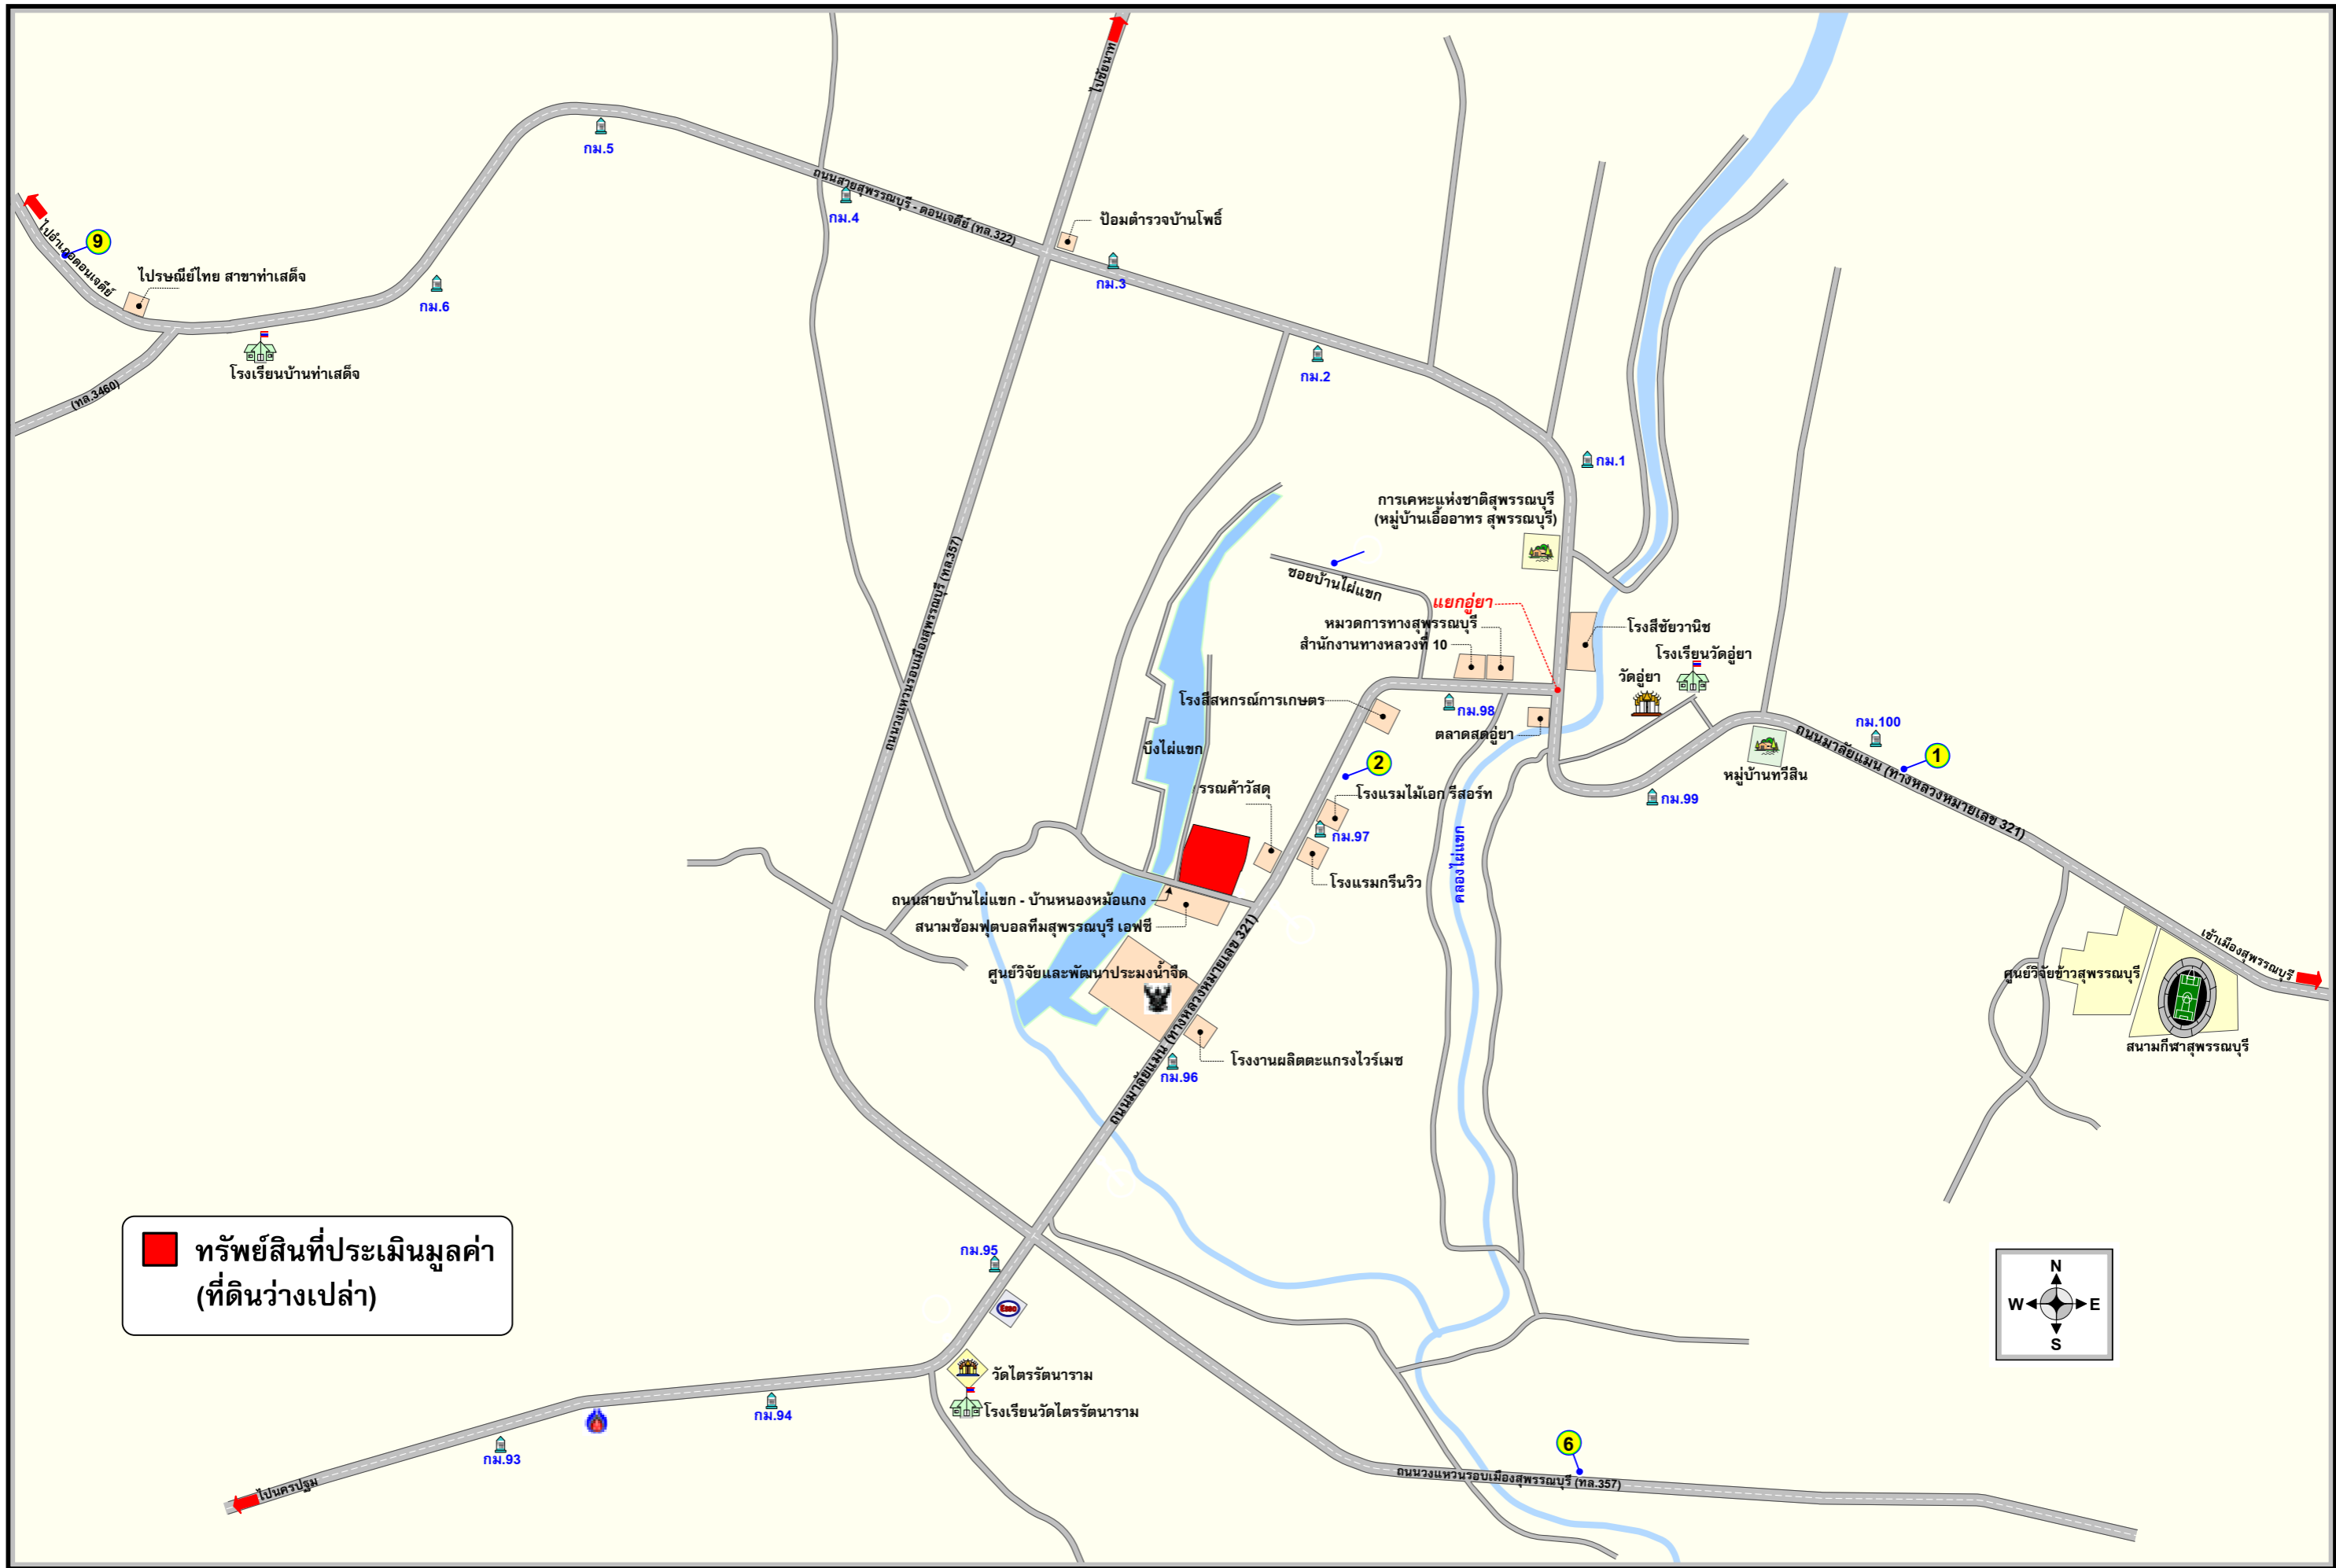 ไปชัยนาท
กม.5
ถนนสายสุพรรณบุรี - ดอนเจดีย์ (ทล.322)
กม.4
ป้อมตำรวจบ้านโพธิ์
กม.3
9
ไปอำเภอดอนเจดีย์
ไปรษณีย์ไทย สาขาท่าเสด็จ
กม.6
กม.2
โรงเรียนบ้านท่าเสด็จ
(ทล.3460)
กม.1
การเคหะแห่งชาติสุพรรณบุรี
(หมู่บ้านเอื้ออาทร สุพรรณบุรี)
ซอยบ้านไผ่แขก
แยกอู่ยา
หมวดการทางสุพรรณบุรี
สำนักงานทางหลวงที่ 10
โรงสีชัยวานิช
โรงเรียนวัดอู่ยา
วัดอู่ยา
ถนนวงแหวนรอบเมืองสุพรรณบุรี (ทล.357)
โรงสีสหกรณ์การเกษตร
กม.98
ตลาดสดอู่ยา
กม.100
ถนนมาลัยแมน (ทางหลวงหมายเลข 321)
1
บึงไผ่แขก
2
หมู่บ้านทวีสิน
รรณค้าวัสดุ
โรงแรมไม้เอก รีสอร์ท
กม.99
กม.97
คลองไผ่แขก
โรงแรมกรีนวิว
ถนนสายบ้านไผ่แขก - บ้านหนองหม้อแกง
สนามซ้อมฟุตบอลทีมสุพรรณบุรี เอฟซี
เข้าเมืองสุพรรณบุรี
ศูนย์วิจัยและพัฒนาประมงน้ำจืด
ศูนย์วิจัยข้าวสุพรรณบุรี
ถนนมาลัยแมน (ทางหลวงหมายเลข 321)
สนามกีฬาสุพรรณบุรี
โรงงานผลิตตะแกรงไวร์เมช
กม.96
ทรัพย์สินที่ประเมินมูลค่า
(ที่ดินว่างเปล่า)
กม.95
Esso
N
W E
S
วัดไตรรัตนาราม
โรงเรียนวัดไตรรัตนาราม
กม.94
กม.93
ไปนครปฐม
6
ถนนวงแหวนรอบเมืองสุพรรณบุรี (ทล.357)